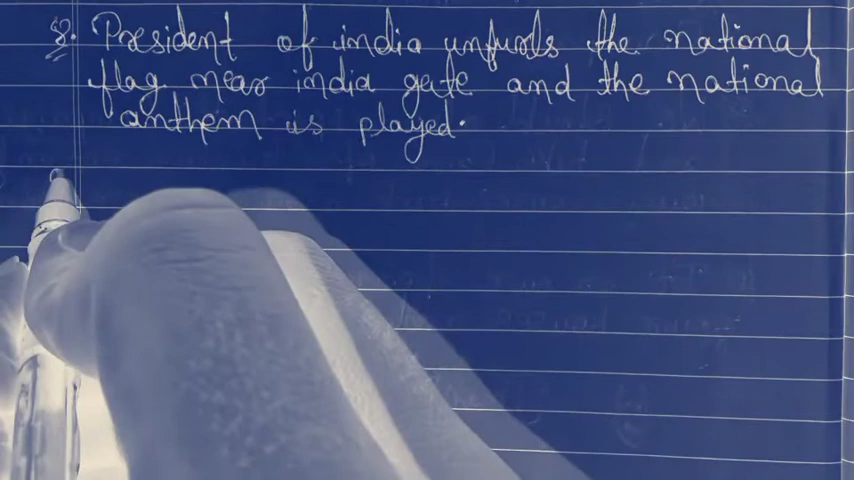 8. President of india unfurls the national
flag near india gate and the national
anthem is played.